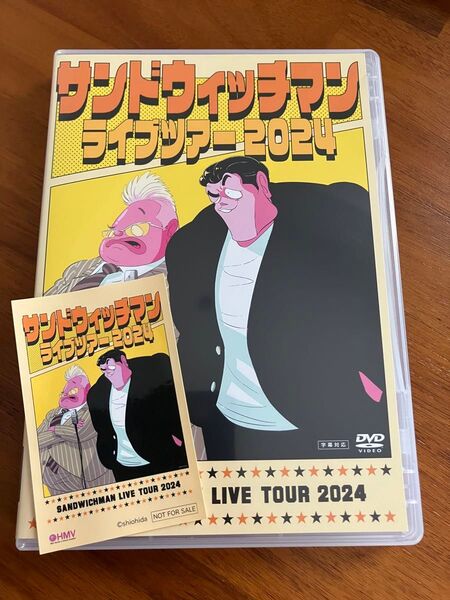 サンドウィッチマン
ライブツアー2024
字幕対応
DVD
VIDEO
LIVE TOUR 2024
サンドウィッチマン
ライブツアー2024
SANDWICHMAN LIVE TOUR 2024
©shiohida
NOT FOR SALE
HMV